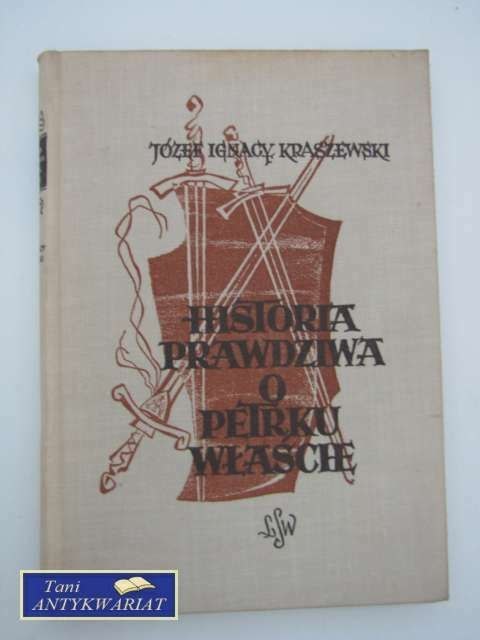 JÓZEF IGNACY KRASZEWSKI
HISTORIA
PRAWDZIWA
O
PETRKU
WŁAŚCIE
LSW
Tani
ANTYKWARIAT